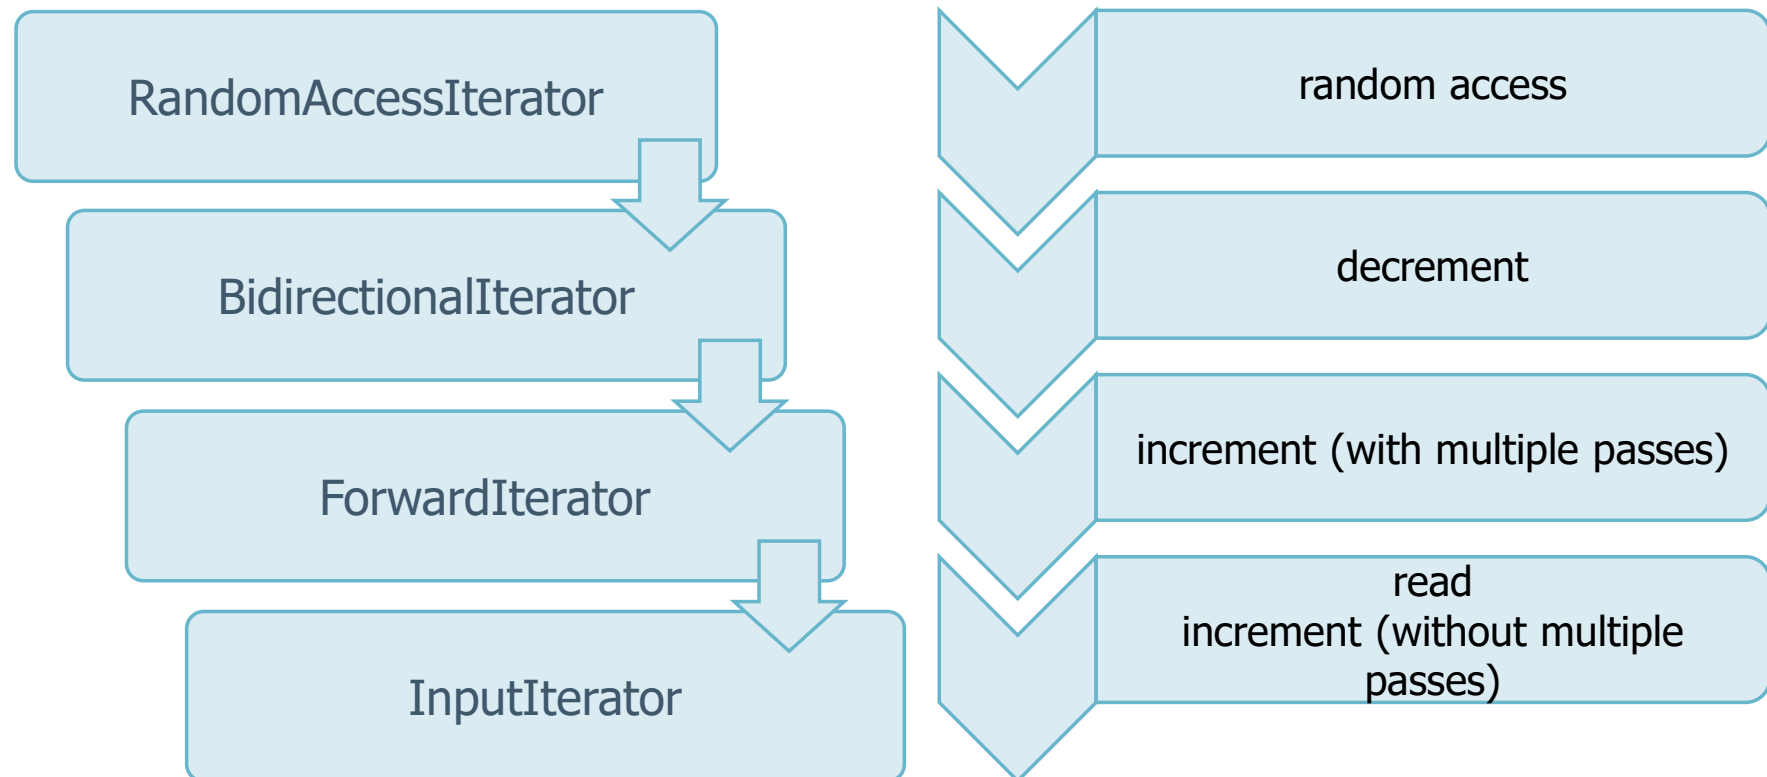 RandomAccessIterator
random access
BidirectionalIterator
decrement
ForwardIterator
increment (with multiple passes)
InputIterator
read
increment (without multiple
passes)